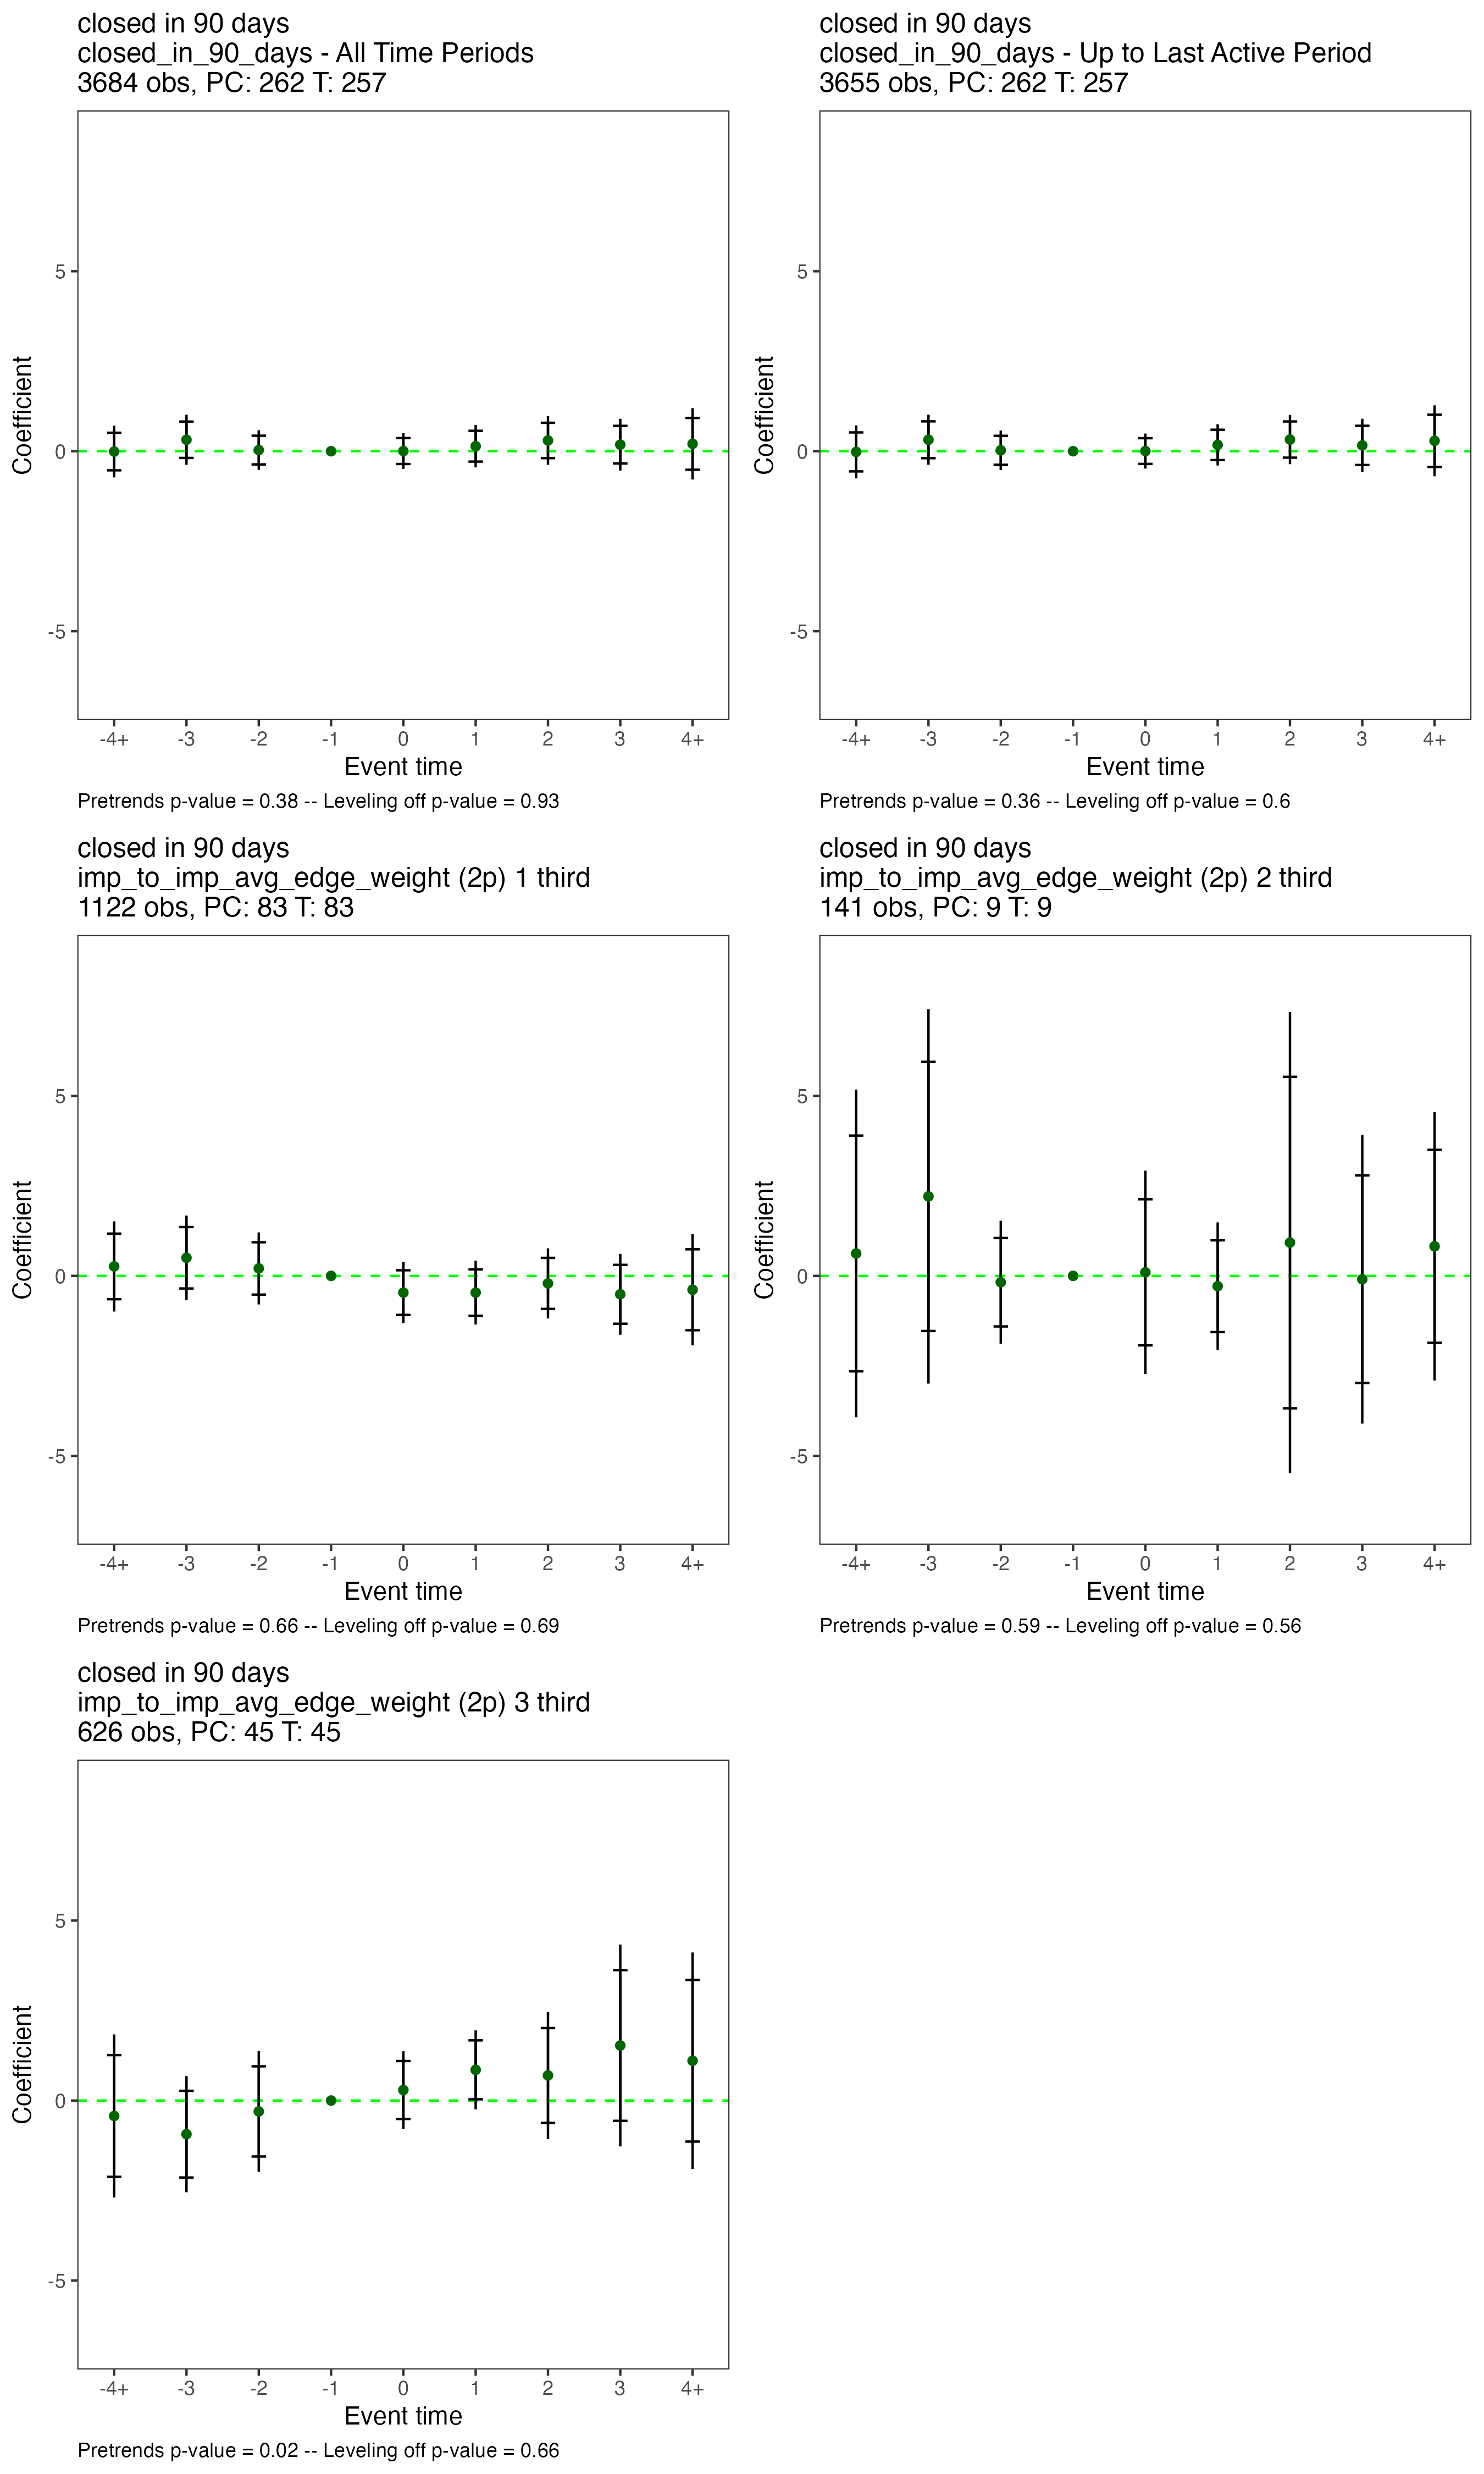 closed in 90 days
closed_in_90_days - All Time Periods
3684 obs, PC: 262 T: 257
Coefficient
5
0
-5
-4+ -3 -2 -1 0 1 2 3 4+
Event time
Pretrends p-value = 0.38 -- Leveling off p-value = 0.93
closed in 90 days
closed_in_90_days - Up to Last Active Period
3655 obs, PC: 262 T: 257
Coefficient
5
0
-5
-4+ -3 -2 -1 0 1 2 3 4+
Event time
Pretrends p-value = 0.36 -- Leveling off p-value = 0.6
closed in 90 days
imp_to_imp_avg_edge_weight (2p) 1 third
1122 obs, PC: 83 T: 83
Coefficient
5
0
-5
-4+ -3 -2 -1 0 1 2 3 4+
Event time
Pretrends p-value = 0.66 -- Leveling off p-value = 0.69
closed in 90 days
imp_to_imp_avg_edge_weight (2p) 2 third
141 obs, PC: 9 T: 9
Coefficient
5
0
-5
-4+ -3 -2 -1 0 1 2 3 4+
Event time
Pretrends p-value = 0.59 -- Leveling off p-value = 0.56
closed in 90 days
imp_to_imp_avg_edge_weight (2p) 3 third
626 obs, PC: 45 T: 45
Coefficient
5
0
-5
-4+ -3 -2 -1 0 1 2 3 4+
Event time
Pretrends p-value = 0.02 -- Leveling off p-value = 0.66